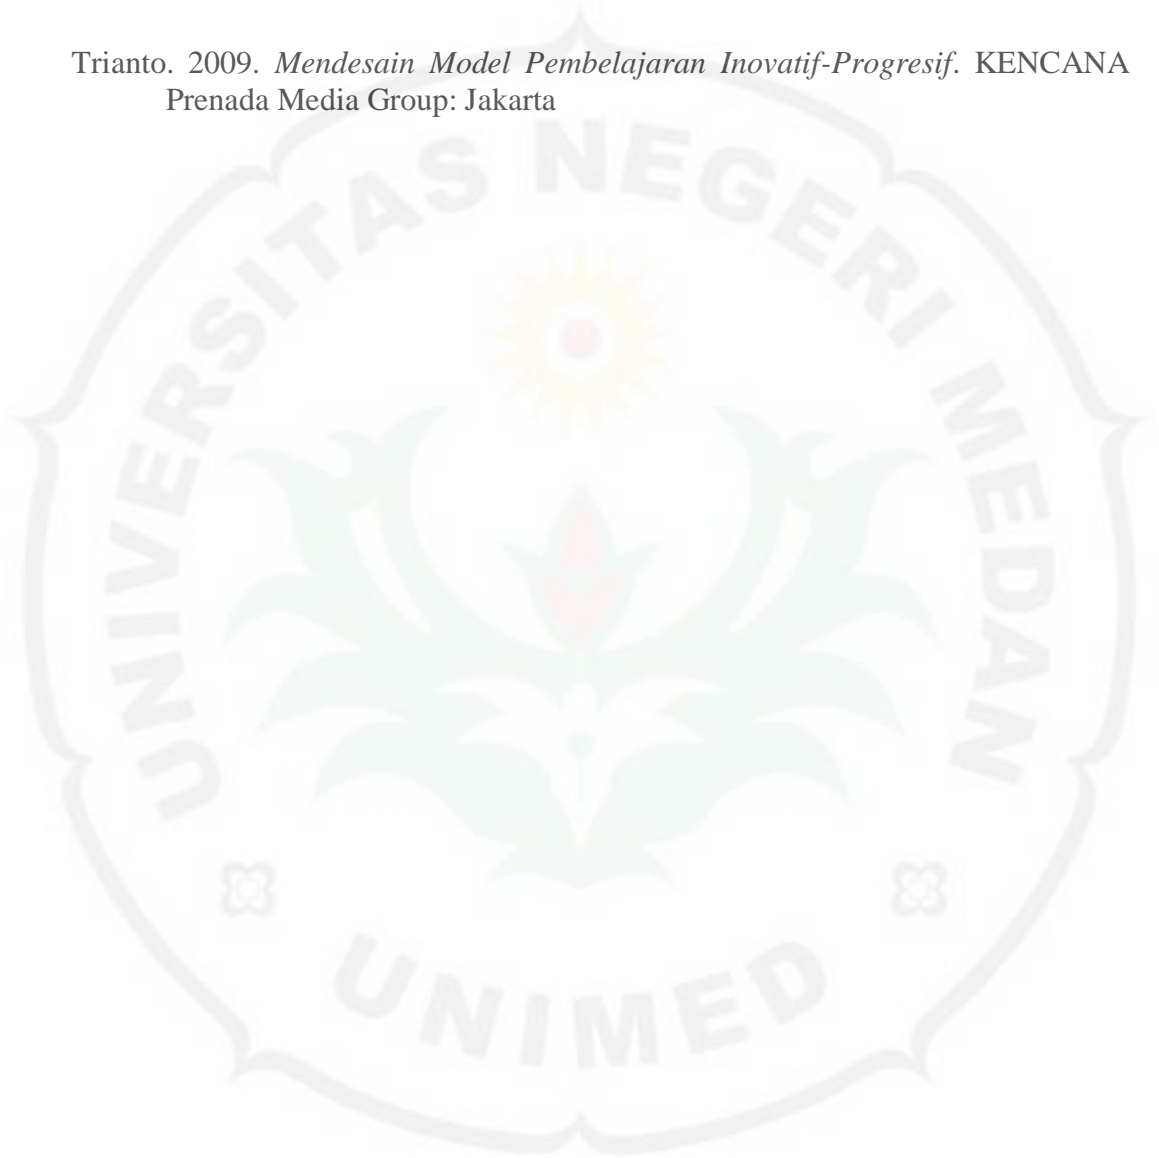 Trianto. 2009. Mendesain Model Pembelajaran Inovatif-Progresif. KENCANA
Prenada Media Group: Jakarta
UNIVERSITAS NEGERI MEDAN
UNIMED